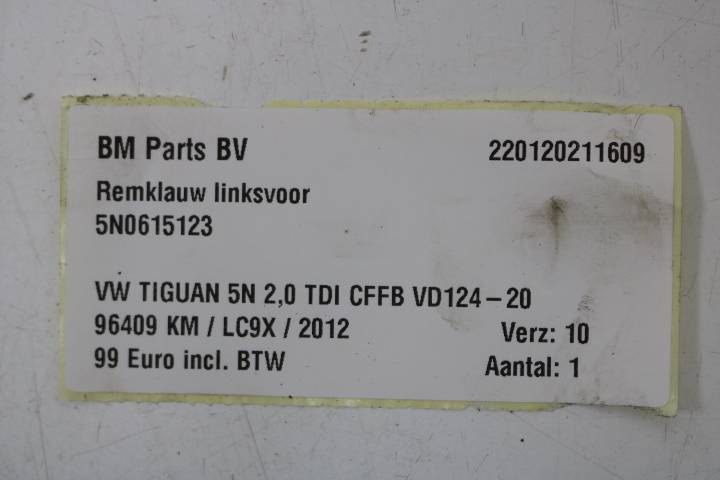 BM Parts BV 220120211609
Remklauw linksvoor
5N0615123
VW TIGUAN 5N 2,0 TDI CFFB VD124-20
96409 KM / LC9X / 2012 Verz: 10
99 Euro incl. BTW Aantal: 1